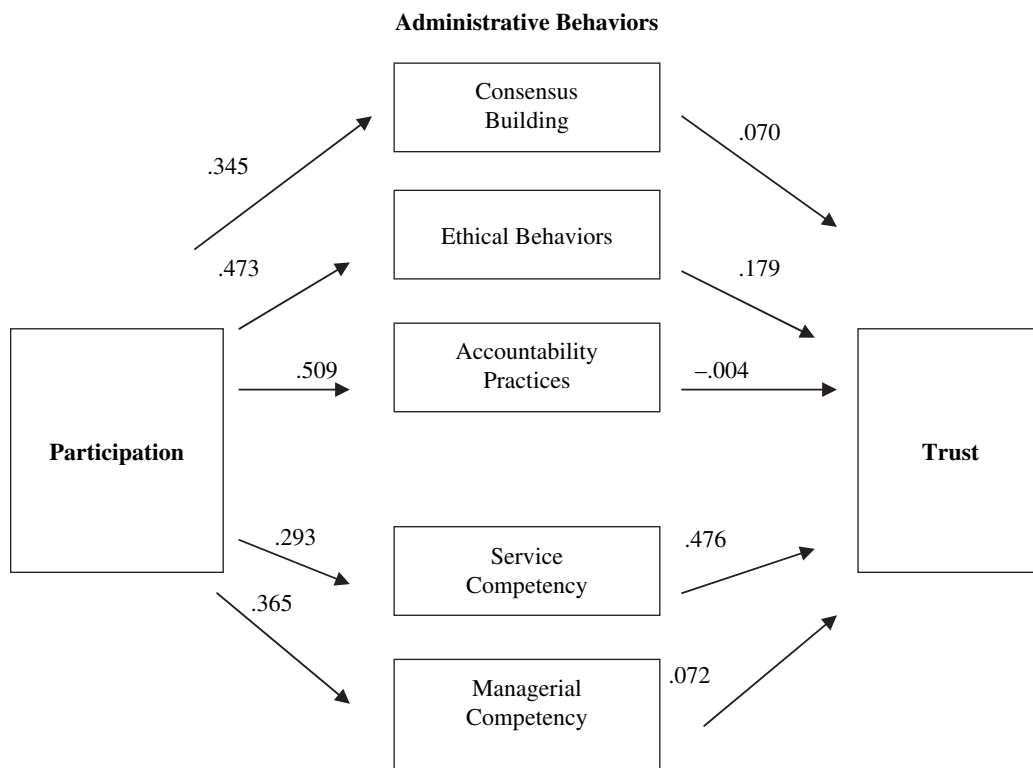 Administrative Behaviors
Consensus
Building
.345
.070
Ethical Behaviors
.473
.179
Accountability
Practices
.509
–.004
Participation
Trust
.293
Service
Competency
.476
.365
Managerial
Competency
.072